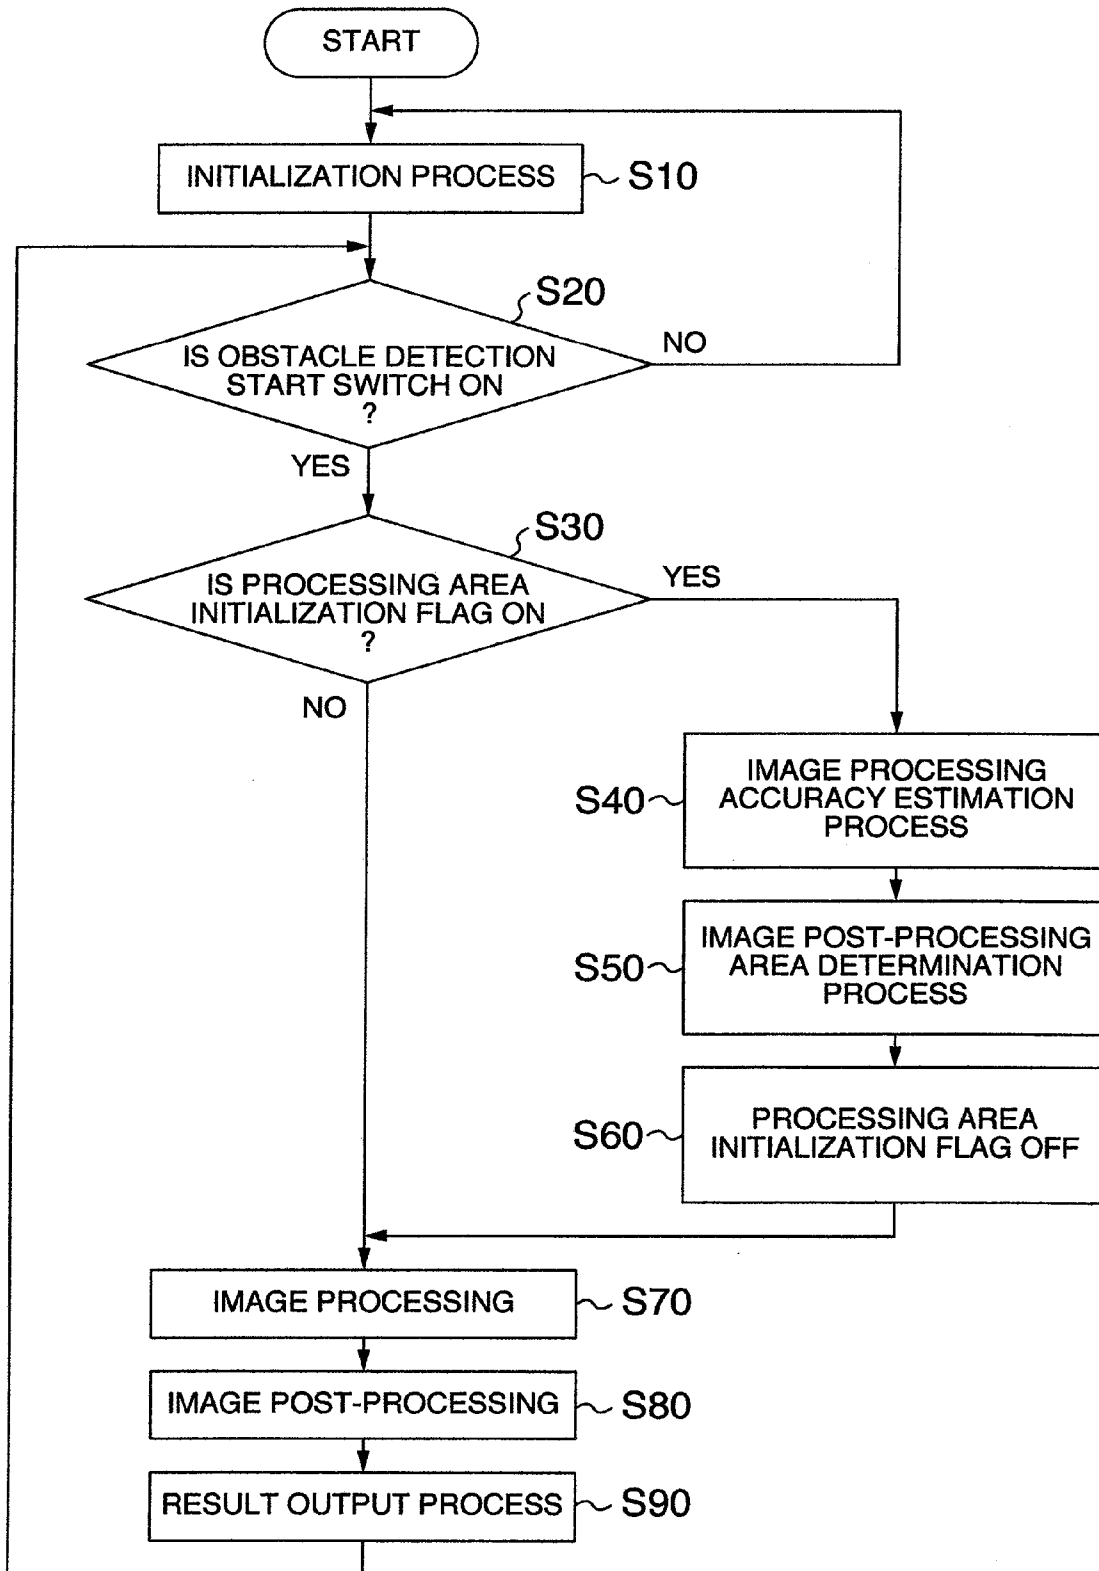 START
INITIALIZATION PROCESS
S10
S20
IS OBSTACLE DETECTION
START SWITCH ON
?
NO
YES
S30
IS PROCESSING AREA
INITIALIZATION FLAG ON
?
YES
NO
S40
IMAGE PROCESSING
ACCURACY ESTIMATION
PROCESS
S50
IMAGE POST-PROCESSING
AREA DETERMINATION
PROCESS
S60
PROCESSING AREA
INITIALIZATION FLAG OFF
IMAGE PROCESSING
S70
IMAGE POST-PROCESSING
S80
RESULT OUTPUT PROCESS
S90